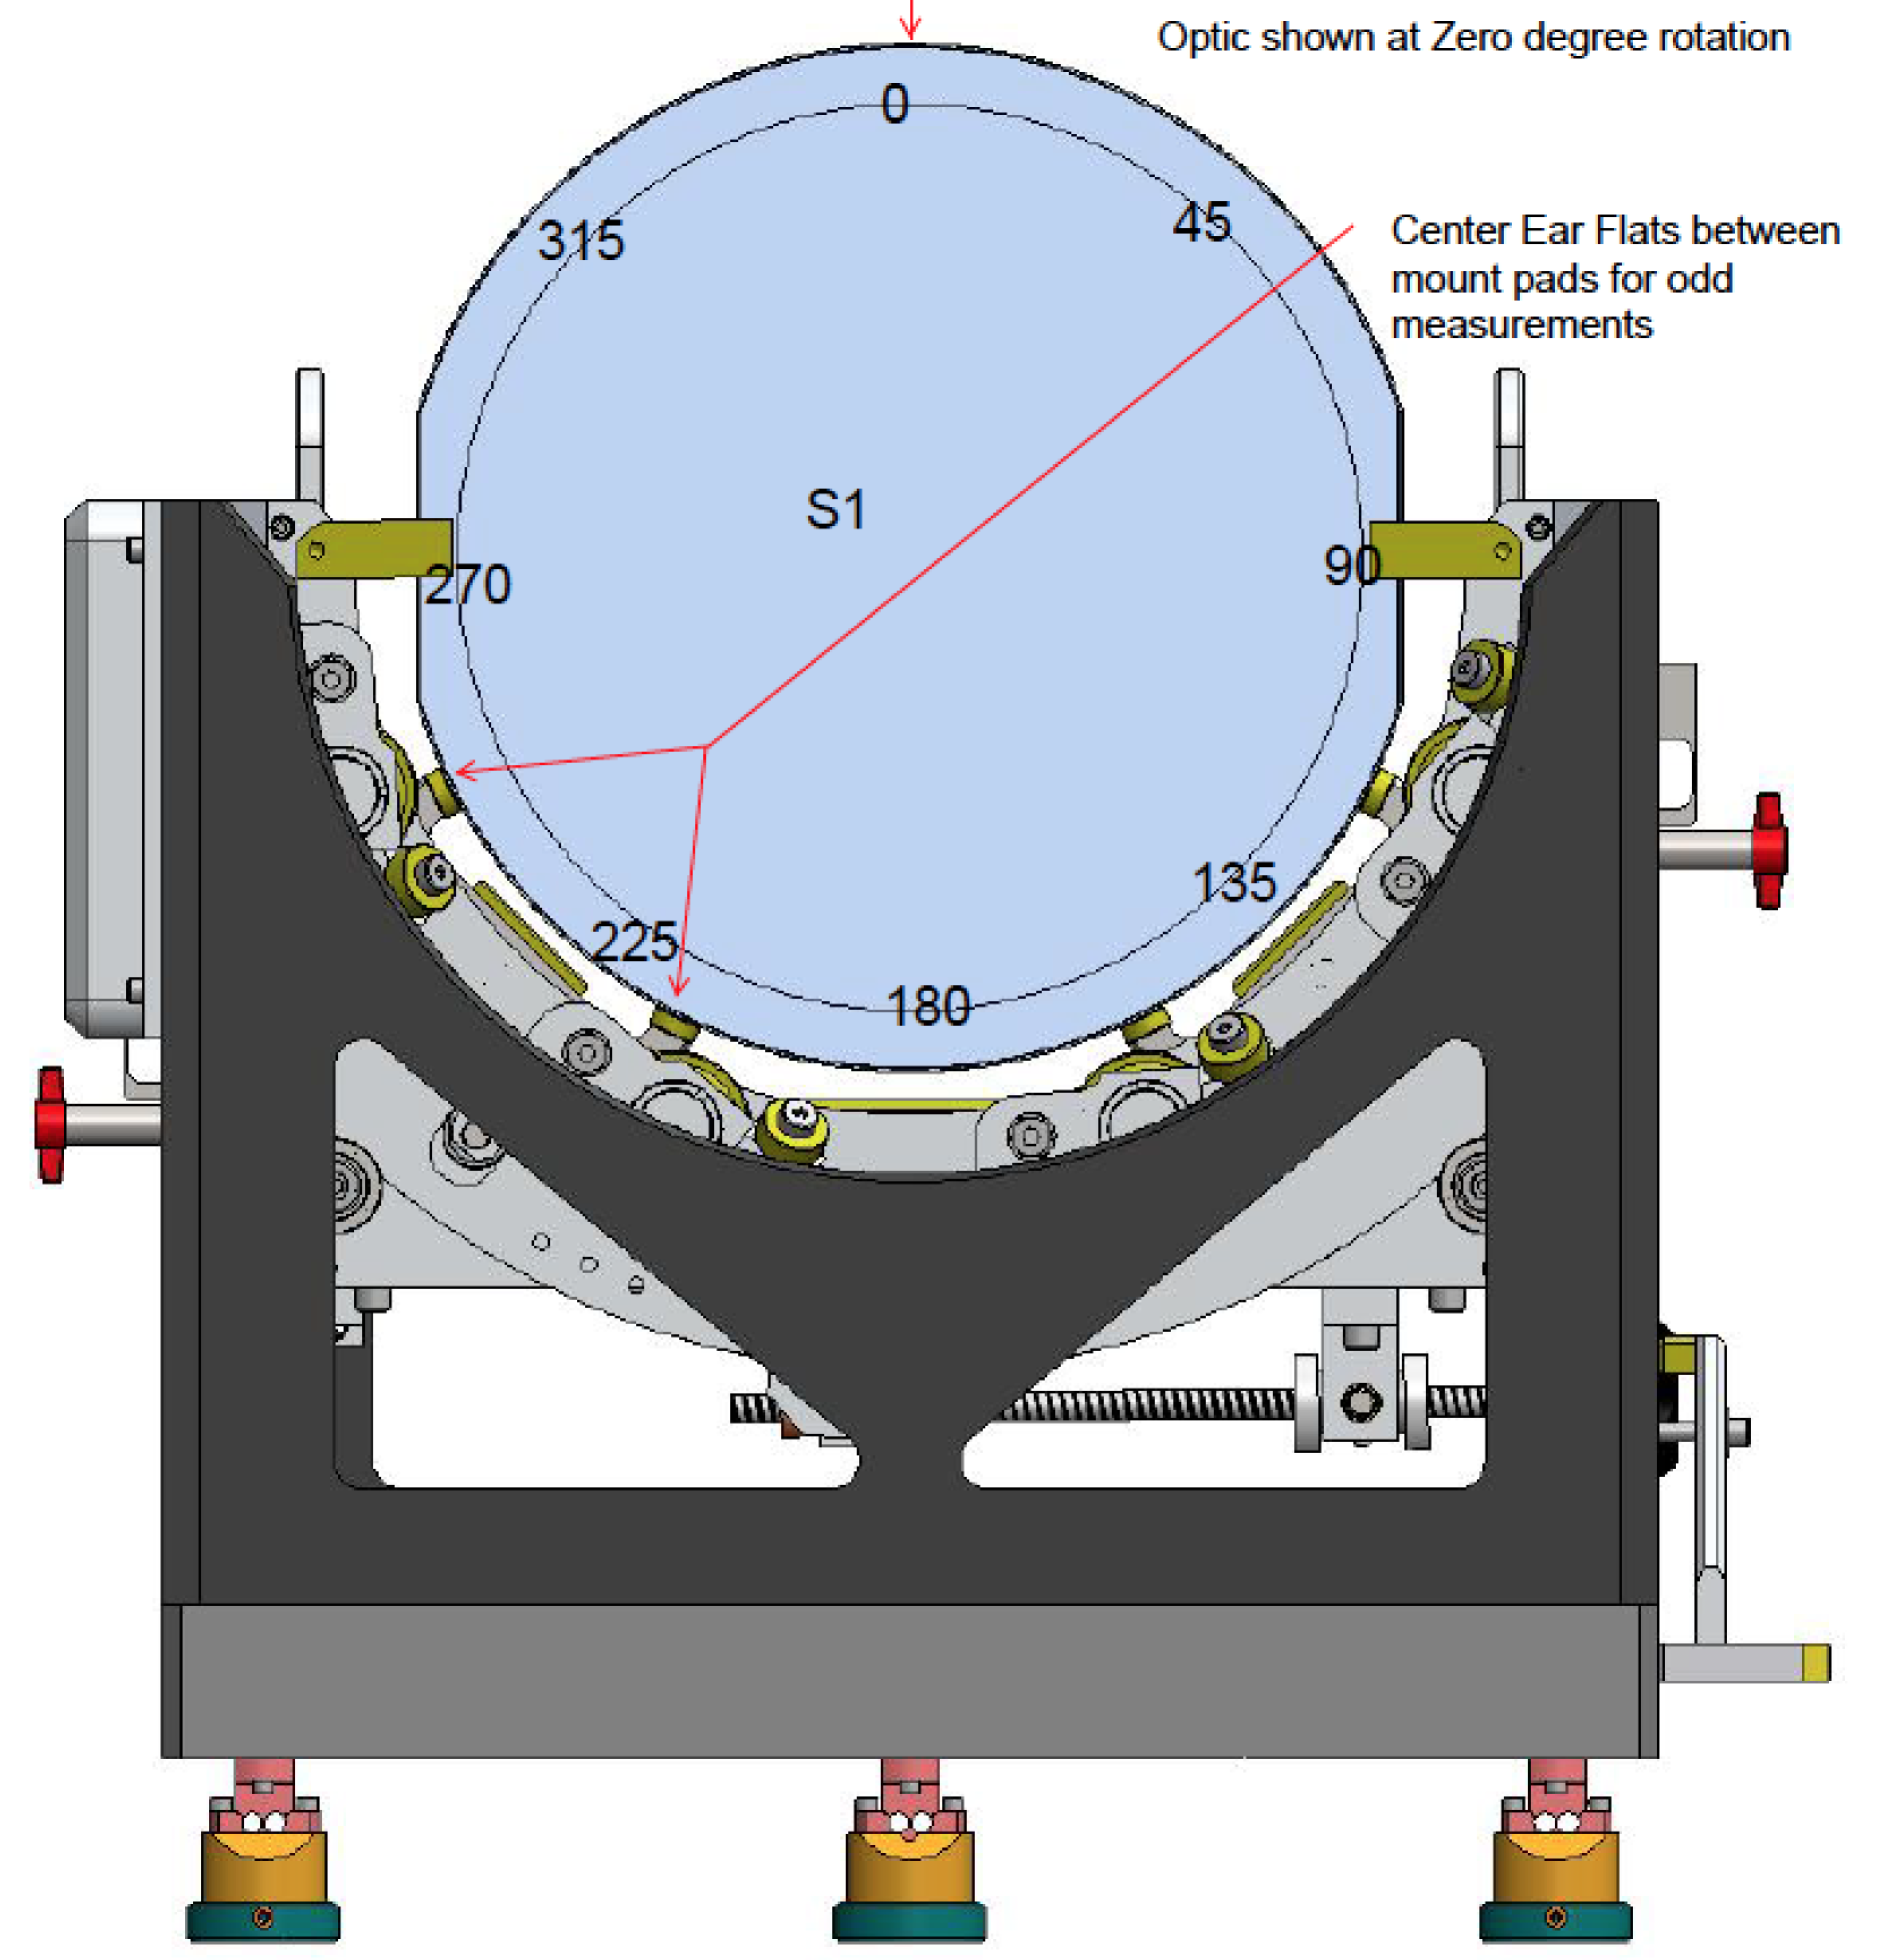 Optic shown at Zero degree rotation
0
45
315
Center Ear Flats between
mount pads for odd
measurements
S1
90
270
135
225
180